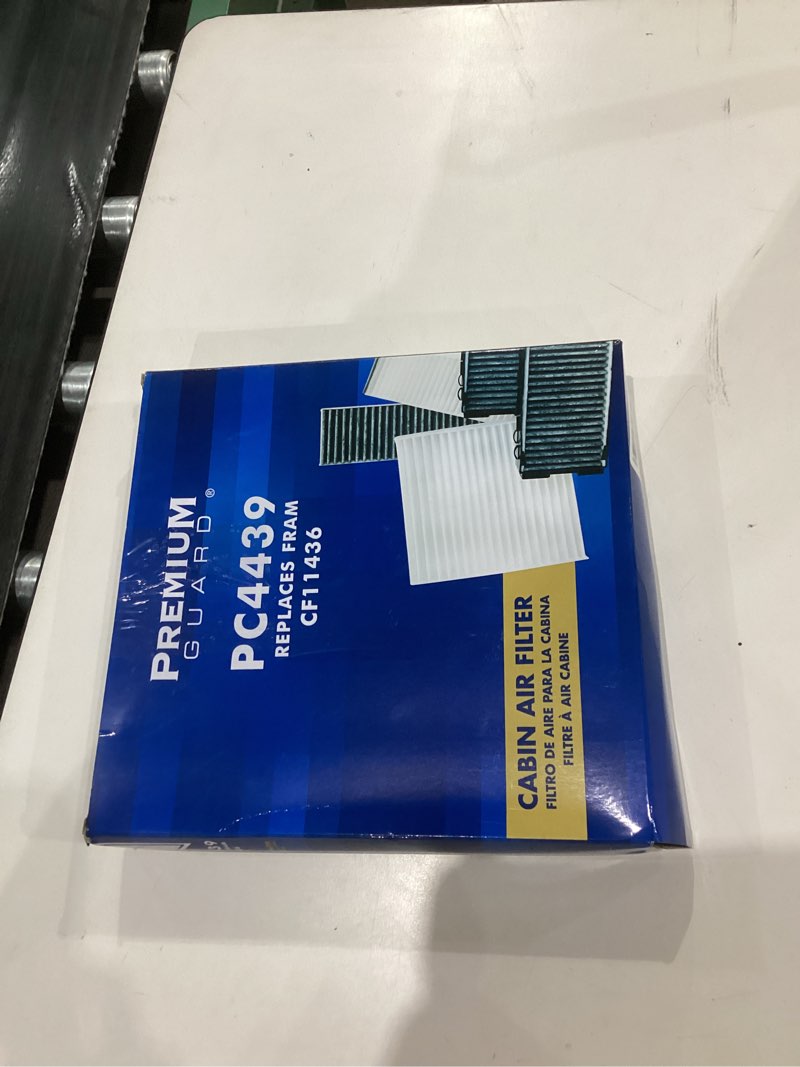 PREMIUM
GUARD®
PC4439
REPLACES FRAM
CF11436
CABIN AIR FILTER
FILTRO DE AIRE PARA LA CABINA
FILTRE À AIR CABINE